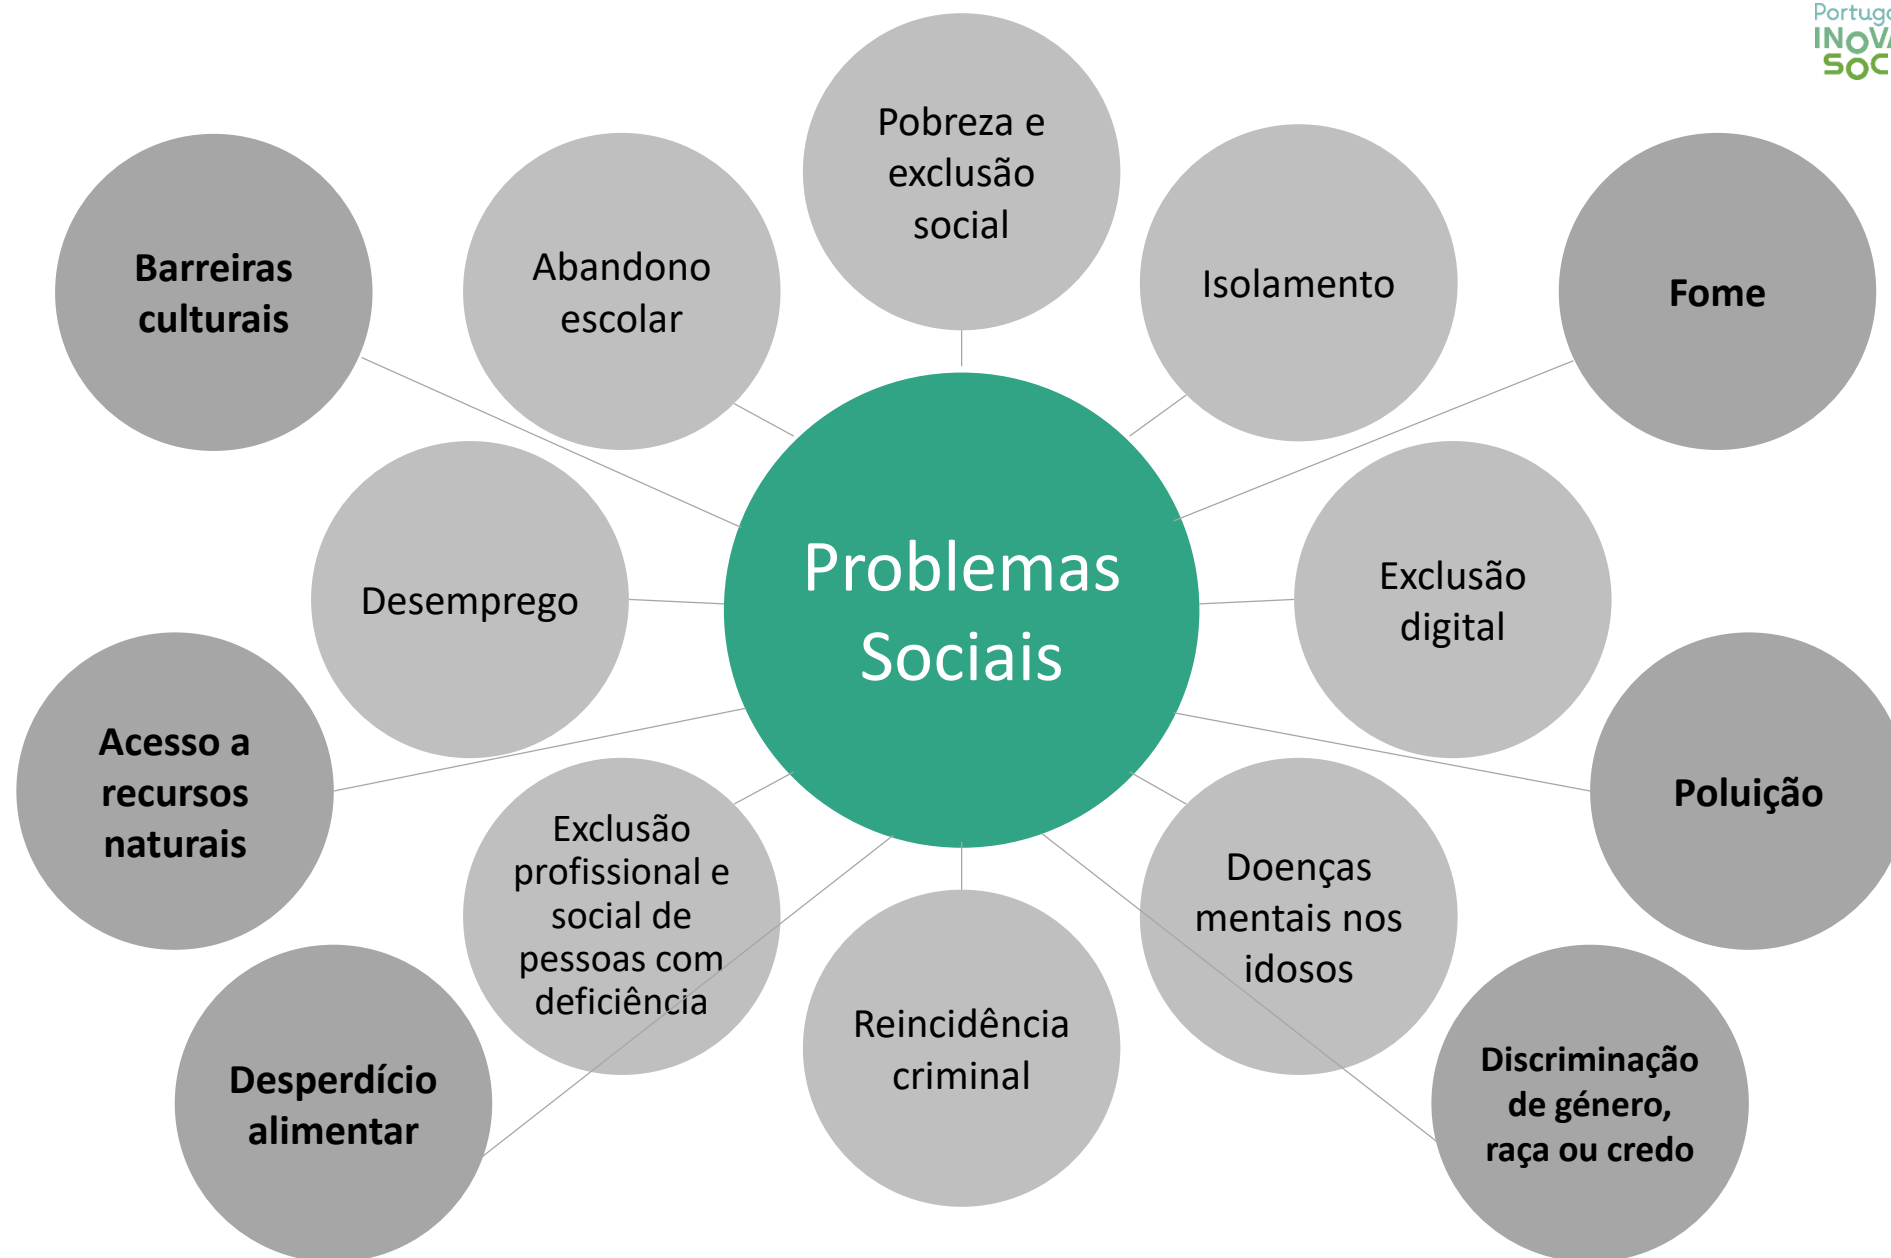 Pobreza e
exclusão
social
Barreiras
culturais
Abandono
escolar
Isolamento
Fome
Problemas
Sociais
Desemprego
Exclusão
digital
Acesso a
recursos
naturais
Poluição
Exclusão
profissional e
social de
pessoas com
deficiência
Doenças
mentais nos
idosos
Reincidência
criminal
Desperdício
alimentar
Discriminação
de género,
raça ou credo